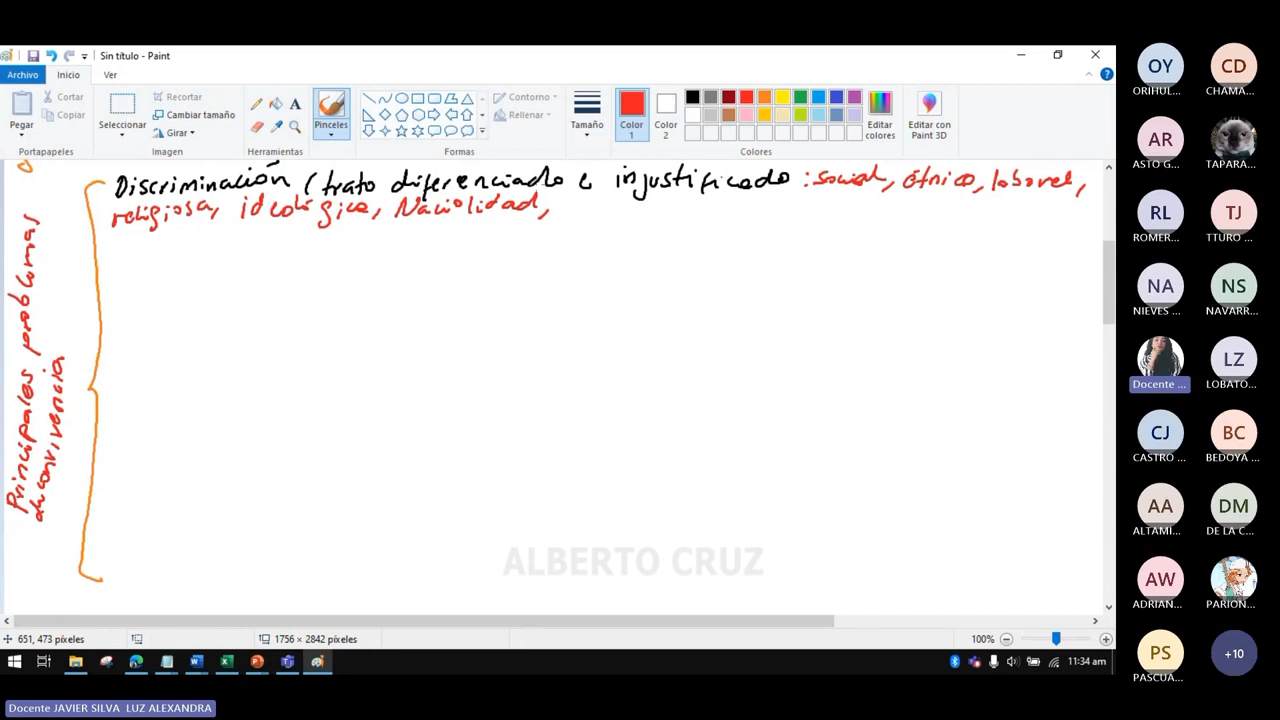 Sin título - Paint
Archivo Inicio Ver
Pegar
Cortar
Copiar
Portapapeles
Seleccionar
Recortar
Cambiar tamaño
Girar
Imagen
A
Herramientas
Pinceles
Contorno
Rellenar
Formas
Tamaño
Color 1
Color 2
Editar colores
Editar con Paint 3D
Colores
Discriminación (trato diferenciado e injustificado : social, étnico, laboral,
religiosa, ideológica, Naciolidad,
Principales problemas
de convivencia
ALBERTO CRUZ
651, 473 píxeles
1756 × 2842 píxeles
100%
11:34 am
Docente JAVIER SILVA LUZ ALEXANDRA
OY
ORIHUL...
CD
CHAMA...
AR
ASTO G...
TAPARA...
RL
ROMER...
TJ
TTURO ...
NA
NIEVES ...
NS
NAVARR...
Docente ...
LZ
LOBATO...
CJ
CASTRO ...
BC
BEDOYA ...
AA
ALTAMI...
DM
DE LA C...
AW
ADRIAN...
PARION...
PS
PASCUA...
+10